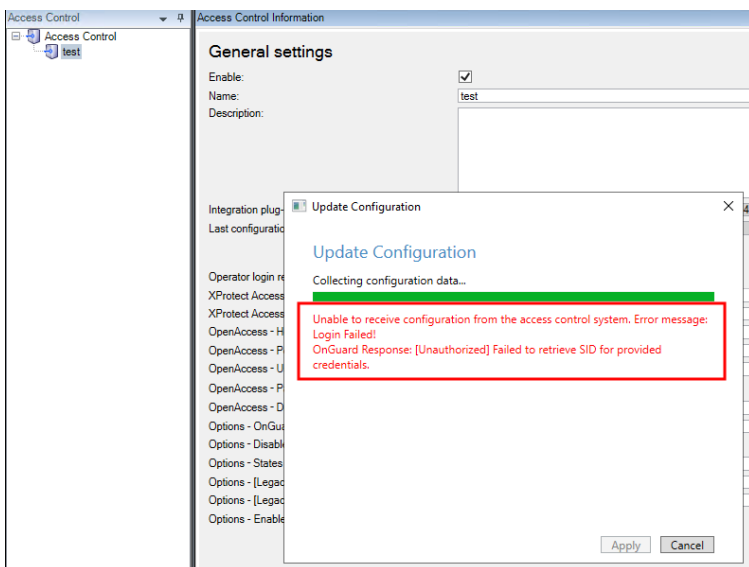 Access Control
Access Control Information
Access Control
test
General settings
Enable:
Name:
test
Description:
Integration plug-
4
Last configuratio
Operator login re
XProtect Access
XProtect Access
OpenAccess - H
OpenAccess - P
OpenAccess - U
OpenAccess - P
OpenAccess - D
Options - OnGua
Options - Disable
Options - States
Options - [Legac
Options - [Legac
Options - Enable
Update Configuration
Update Configuration
Collecting configuration data...
Unable to receive configuration from the access control system. Error message:
Login Failed!
OnGuard Response: [Unauthorized] Failed to retrieve SID for provided
credentials.
Apply
Cancel